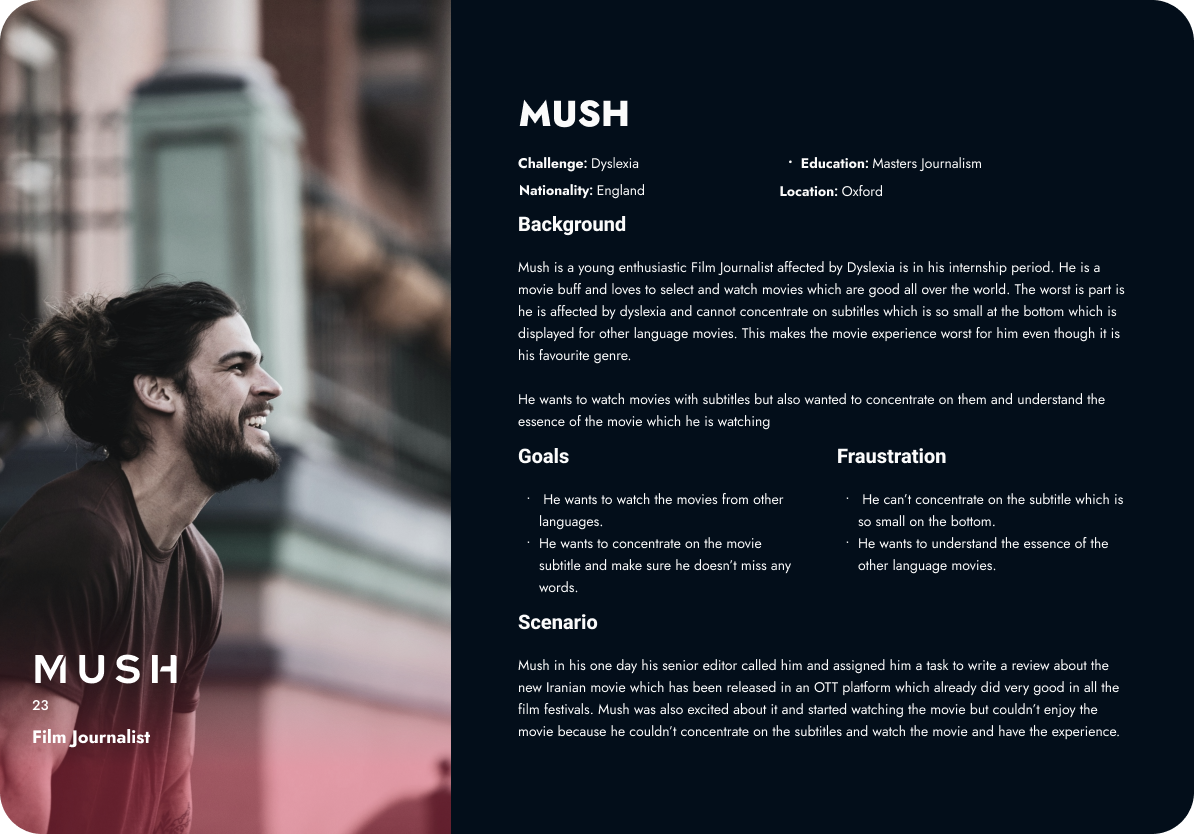 MUSH
23
Film Journalist
MUSH
Challenge: Dyslexia
· Education: Masters Journalism
Nationality: England
Location: Oxford
Background
Mush is a young enthusiastic Film Journalist affected by Dyslexia is in his internship period. He is a
movie buff and loves to select and watch movies which are good all over the world. The worst is part is
he is affected by dyslexia and cannot concentrate on subtitles which is so small at the bottom which is
displayed for other language movies. This makes the movie experience worst for him even though it is
his favourite genre.
He wants to watch movies with subtitles but also wanted to concentrate on them and understand the
essence of the movie which he is watching
Goals
· He wants to watch the movies from other
languages.
· He wants to concentrate on the movie
subtitle and make sure he doesn’t miss any
words.
Fraustration
· He can’t concentrate on the subtitle which is
so small on the bottom.
· He wants to understand the essence of the
other language movies.
Scenario
Mush in his one day his senior editor called him and assigned him a task to write a review about the
new Iranian movie which has been released in an OTT platform which already did very good in all the
film festivals. Mush was also excited about it and started watching the movie but couldn’t enjoy the
movie because he couldn’t concentrate on the subtitles and watch the movie and have the experience.